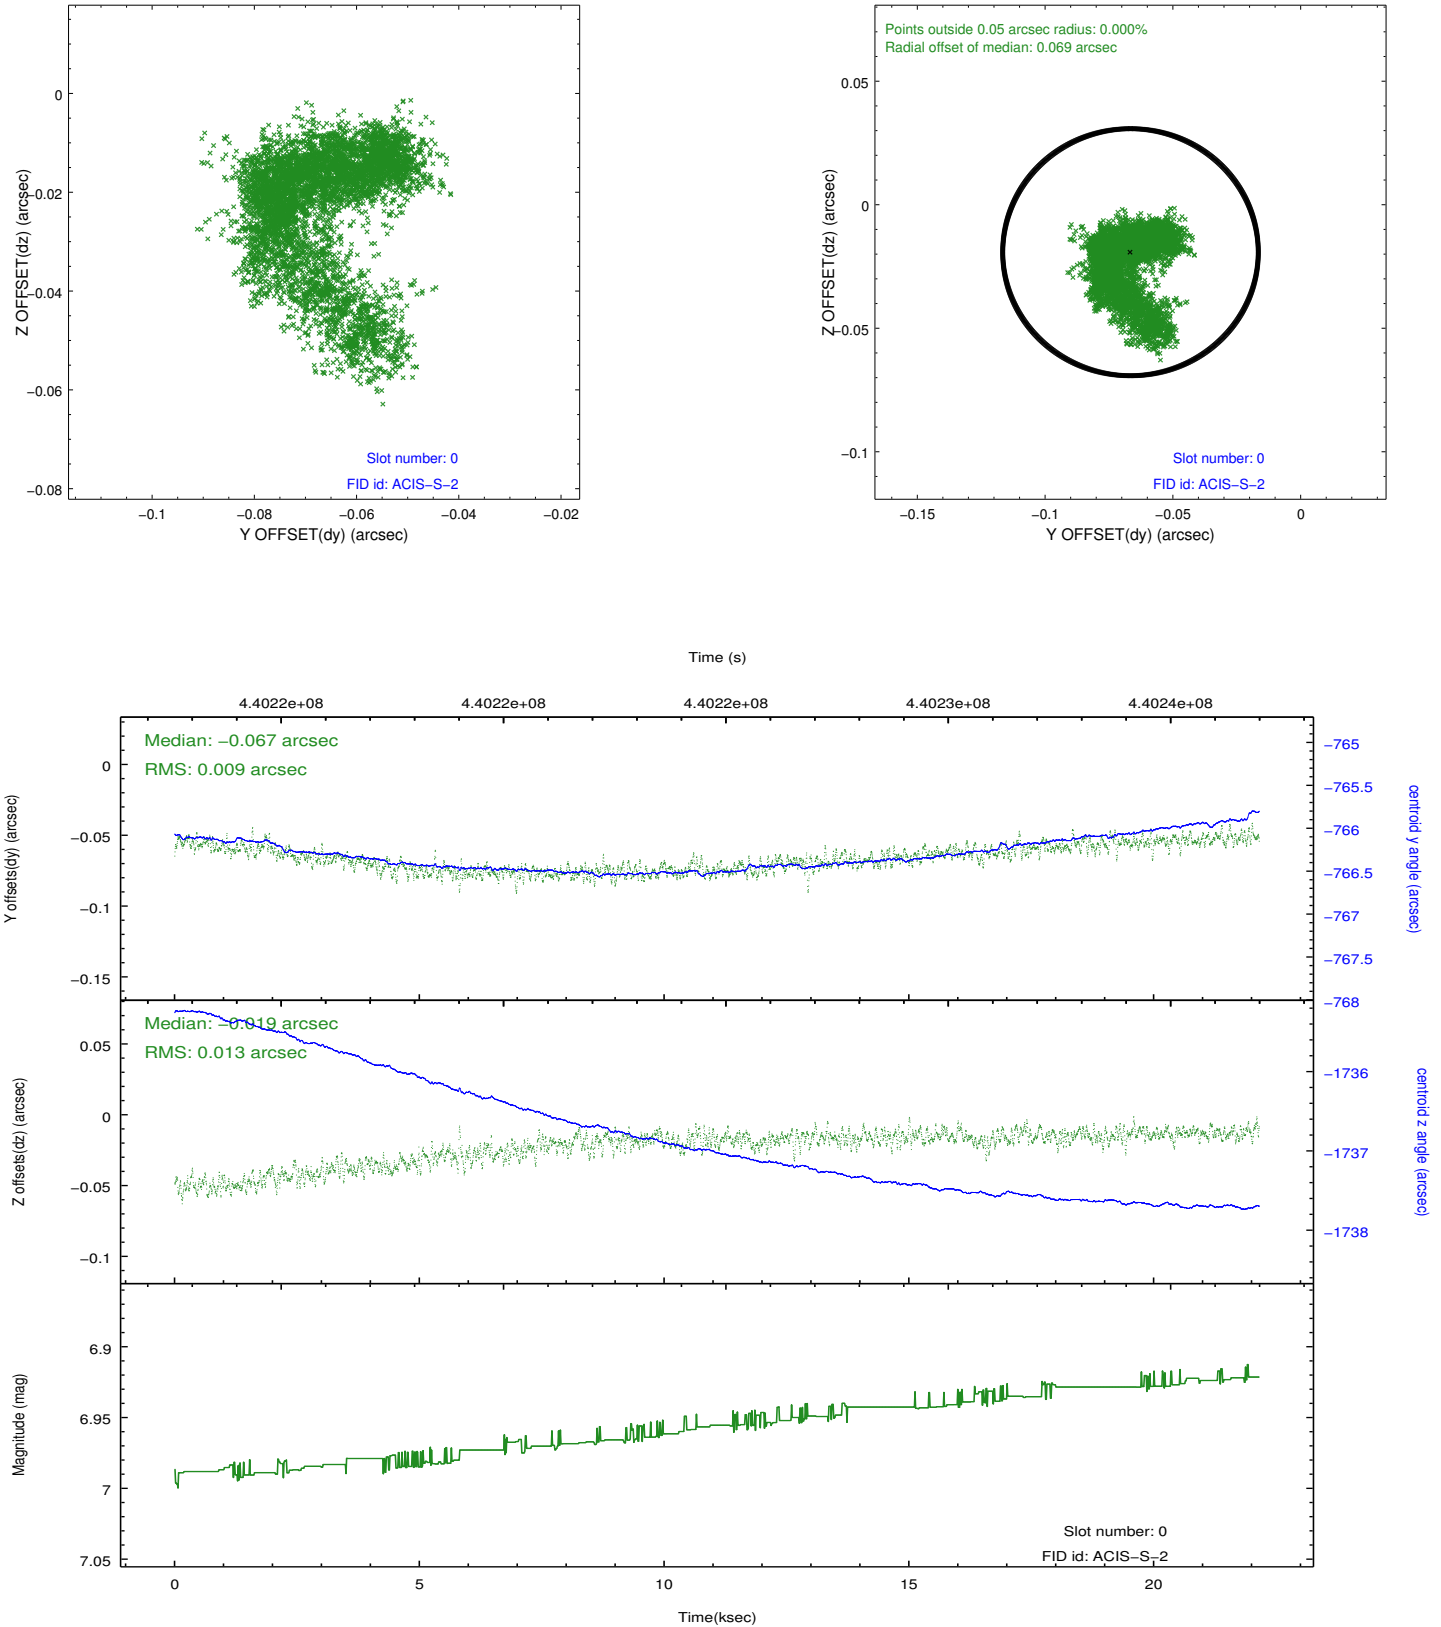 Points outside 0.05 arcsec radius: 0.000%
Radial offset of median: 0.069 arcsec
0
−0.02
−0.04
−0.06
−0.08
Z OFFSET(dz) (arcsec)
Slot number: 0
FID id: ACIS−S−2
−0.1 −0.08 −0.06 −0.04 −0.02
Y OFFSET(dy) (arcsec)
0.05
0
−0.05
−0.1
Z OFFSET(dz) (arcsec)
Slot number: 0
FID id: ACIS−S−2
−0.15 −0.1 −0.05 0
Y OFFSET(dy) (arcsec)
Time (s)
4.4022e+08 4.4022e+08 4.4022e+08 4.4023e+08 4.4024e+08
Median: −0.067 arcsec
RMS: 0.009 arcsec
0
−0.05
−0.1
−0.15
Y offsets(dy) (arcsec)
−765
−765.5
−766
−766.5
−767
−767.5
−768
centroid y angle (arcsec)
Median: −0.019 arcsec
RMS: 0.013 arcsec
0.05
0
−0.05
−0.1
Z offsets(dz) (arcsec)
−1736
−1737
−1738
centroid z angle (arcsec)
6.9
6.95
7
7.05
Magnitude (mag)
Slot number: 0
FID id: ACIS−S−2
0 5 10 15 20
Time(ksec)